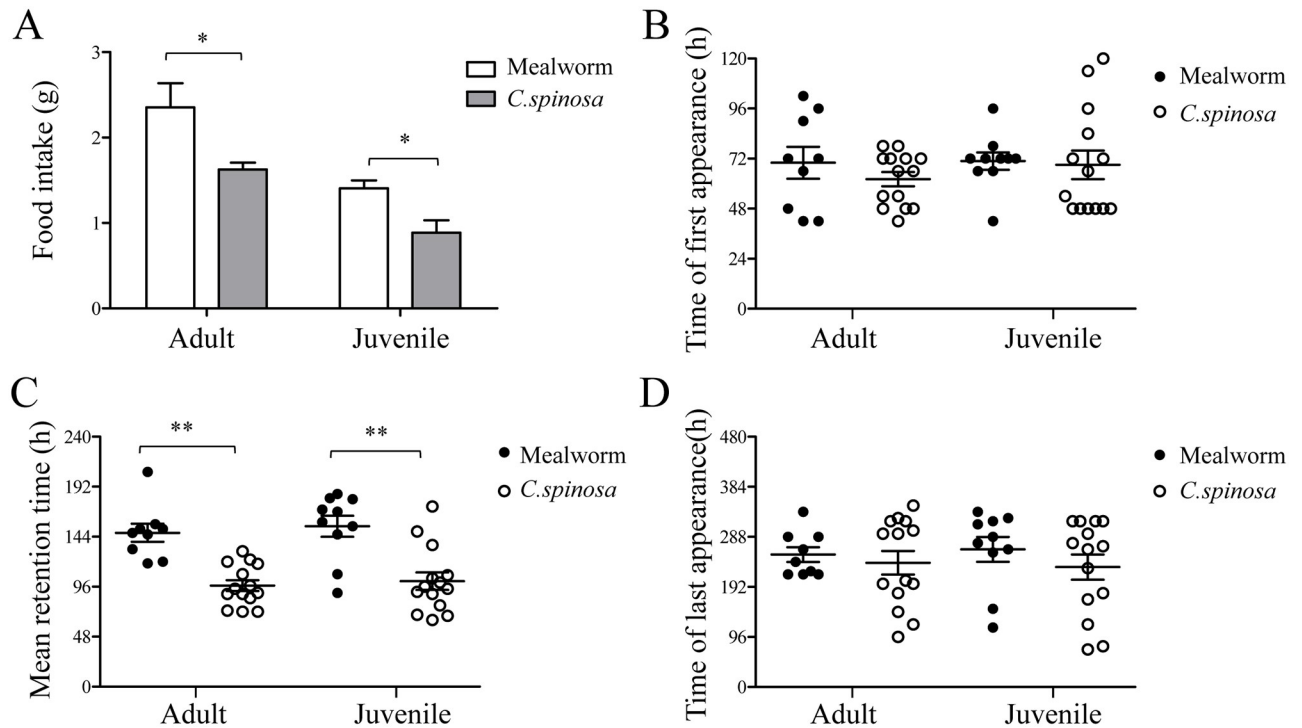 A
Food intake (g)
3
2
1
0
*
*
Mealworm
C.spinosa
Adult
Juvenile
B
Time of first appearance (h)
120
96
72
48
24
0
Mealworm
C.spinosa
Adult
Juvenile
C
Mean retention time (h)
240
192
144
96
48
0
**
**
Mealworm
C.spinosa
Adult
Juvenile
D
Time of last appearance(h)
480
384
288
192
96
0
Mealworm
C.spinosa
Adult
Juvenile